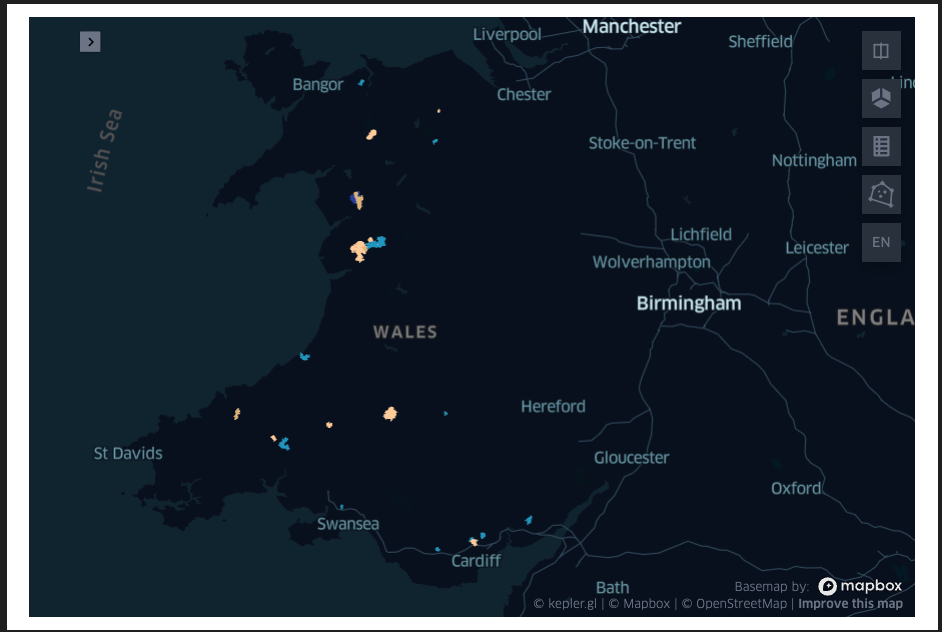 Liverpool
Manchester
Sheffield
Bangor
Chester
Irish Sea
Stoke-on-Trent
Nottingham
Lichfield
EN
Leicester
Wolverhampton
Birmingham
WALES
ENGLA
Hereford
St Davids
Gloucester
Oxford
Swansea
Cardiff
Bath
Basemap by: mapbox
© kepler.gl | © Mapbox | © OpenStreetMap | Improve this map